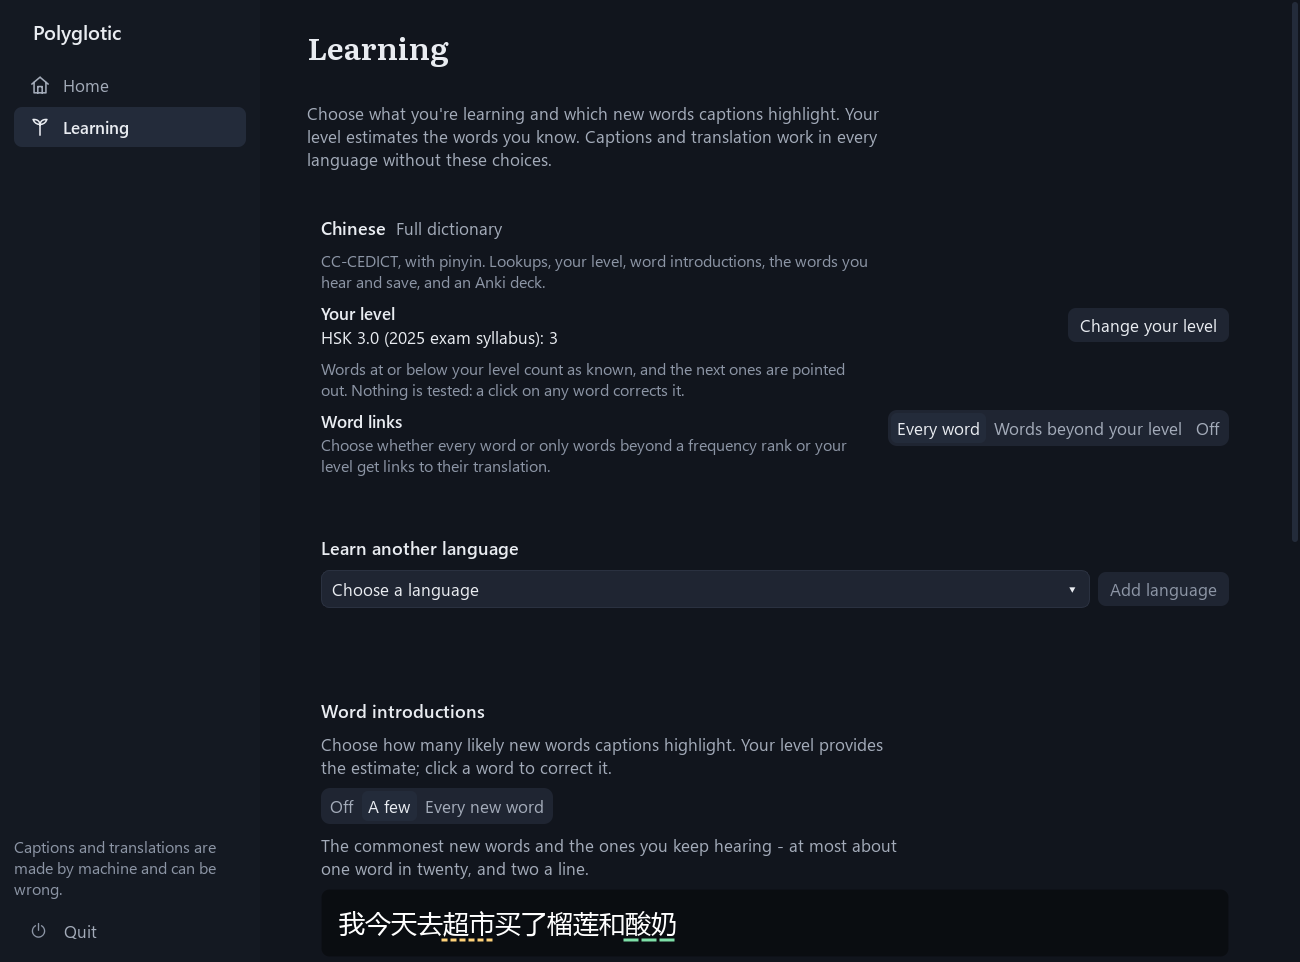 Polyglotic
Home
Learning
Captions and translations are
made by machine and can be
wrong.
Quit
Learning
Choose what you're learning and which new words captions highlight. Your
level estimates the words you know. Captions and translation work in every
language without these choices.
Chinese Full dictionary
CC-CEDICT, with pinyin. Lookups, your level, word introductions, the words you
hear and save, and an Anki deck.
Your level
HSK 3.0 (2025 exam syllabus): 3
Change your level
Words at or below your level count as known, and the next ones are pointed
out. Nothing is tested: a click on any word corrects it.
Word links
Every word Words beyond your level Off
Choose whether every word or only words beyond a frequency rank or your
level get links to their translation.
Learn another language
Choose a language
Add language
Word introductions
Choose how many likely new words captions highlight. Your level provides
the estimate; click a word to correct it.
Off A few Every new word
The commonest new words and the ones you keep hearing - at most about
one word in twenty, and two a line.
我今天去超市买了榴莲和酸奶